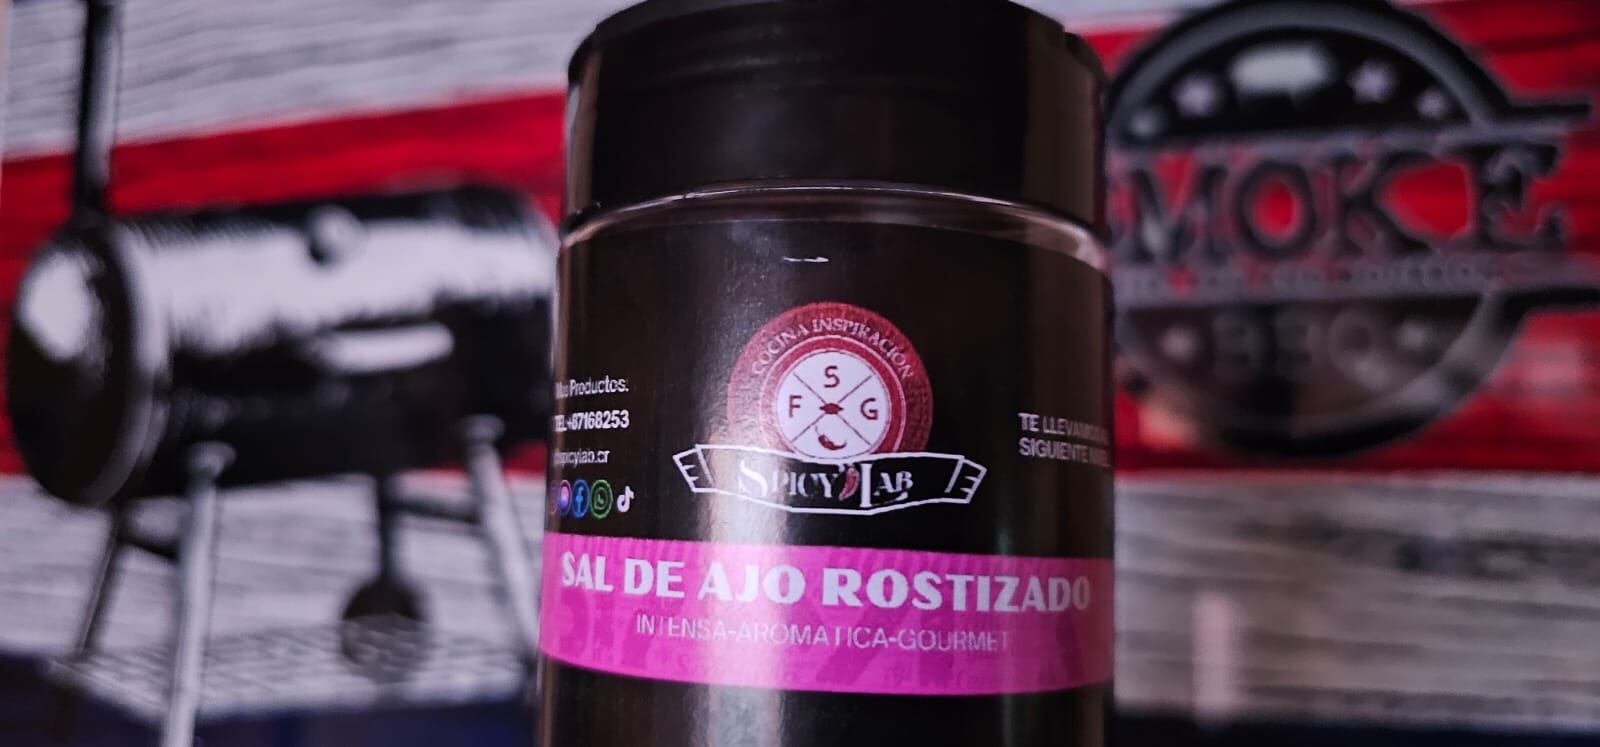 COCINA INSPIRACIÓN
S
F G
SPICY LAB
Productos.
TEL:+87168253
spicylab.cr
TE LLEVAMOS
SIGUIENTE
SAL DE AJO ROSTIZADO
INTENSA-AROMATICA-GOURMET
SMOKE
BBQ